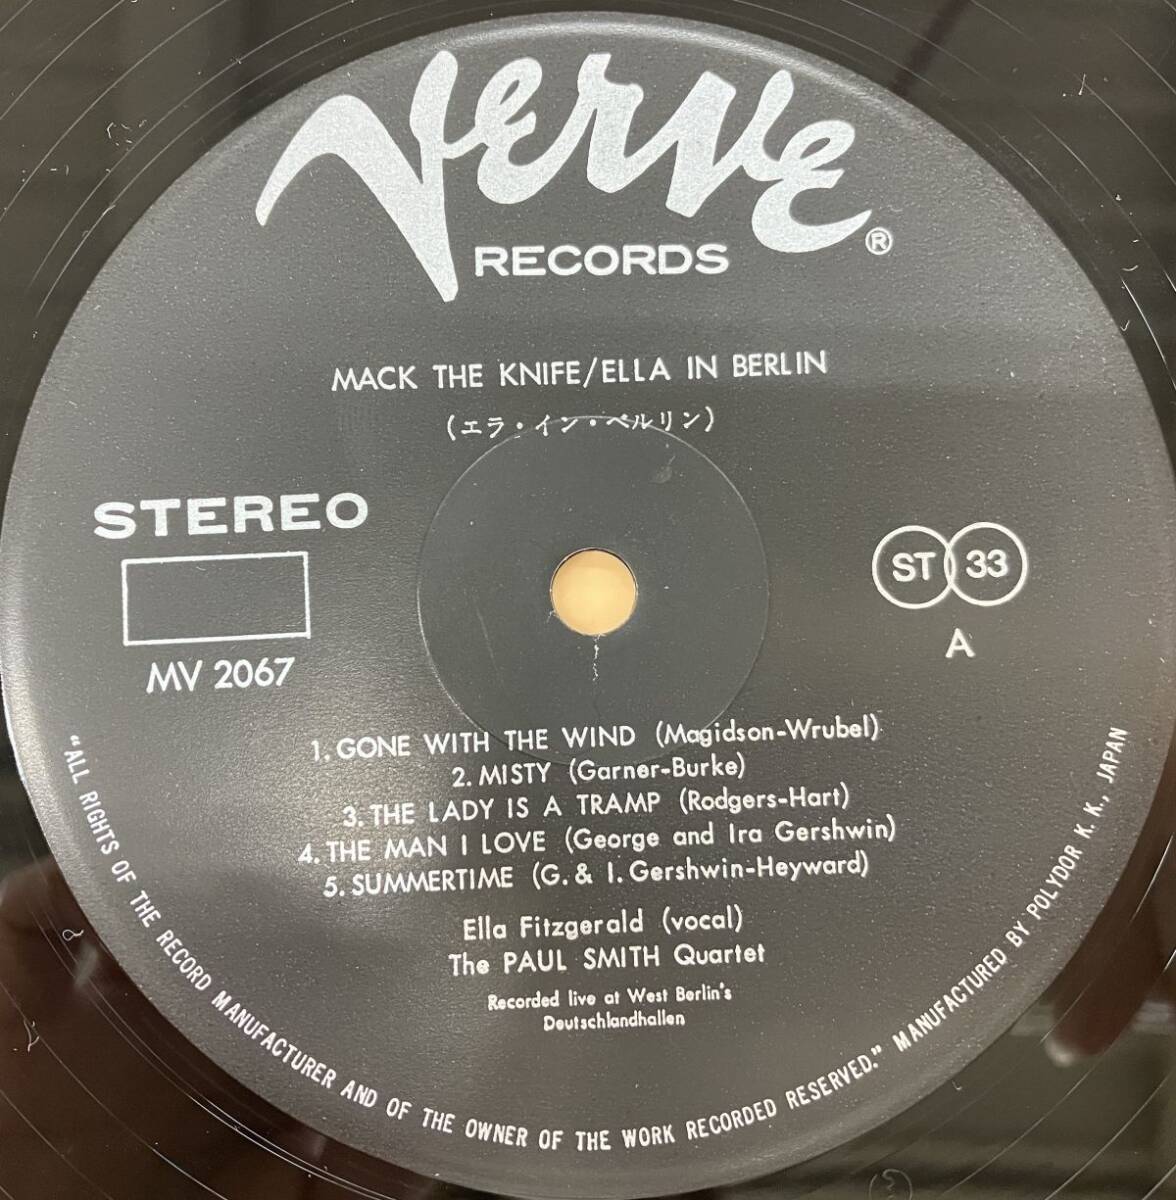 Verve
RECORDS ®
MACK THE KNIFE/ELLA IN BERLIN
(エラ・イン・ベルリン)
STEREO
MV 2067
ST 33
A
1. GONE WITH THE WIND (Magidson-Wrubel)
2. MISTY (Garner-Burke)
3. THE LADY IS A TRAMP (Rodgers-Hart)
4. THE MAN I LOVE (George and Ira Gershwin)
5. SUMMERTIME (G. & I. Gershwin-Heyward)
Ella Fitzgerald (vocal)
The PAUL SMITH Quartet
Recorded live at West Berlin's
Deutschlandhallen
"ALL RIGHTS OF THE RECORD MANUFACTURER AND OF THE OWNER OF THE WORK RECORDED RESERVED." MANUFACTURED BY POLYDOR K. K., JAPAN